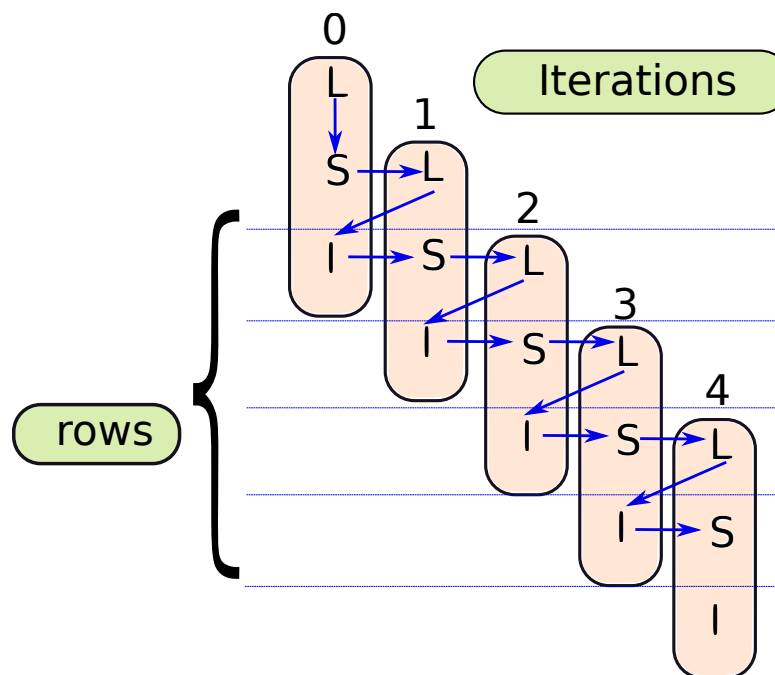 0
Iterations
L
1
S L
2
I S L
3
I S L
4
rows
I S L
I S
I